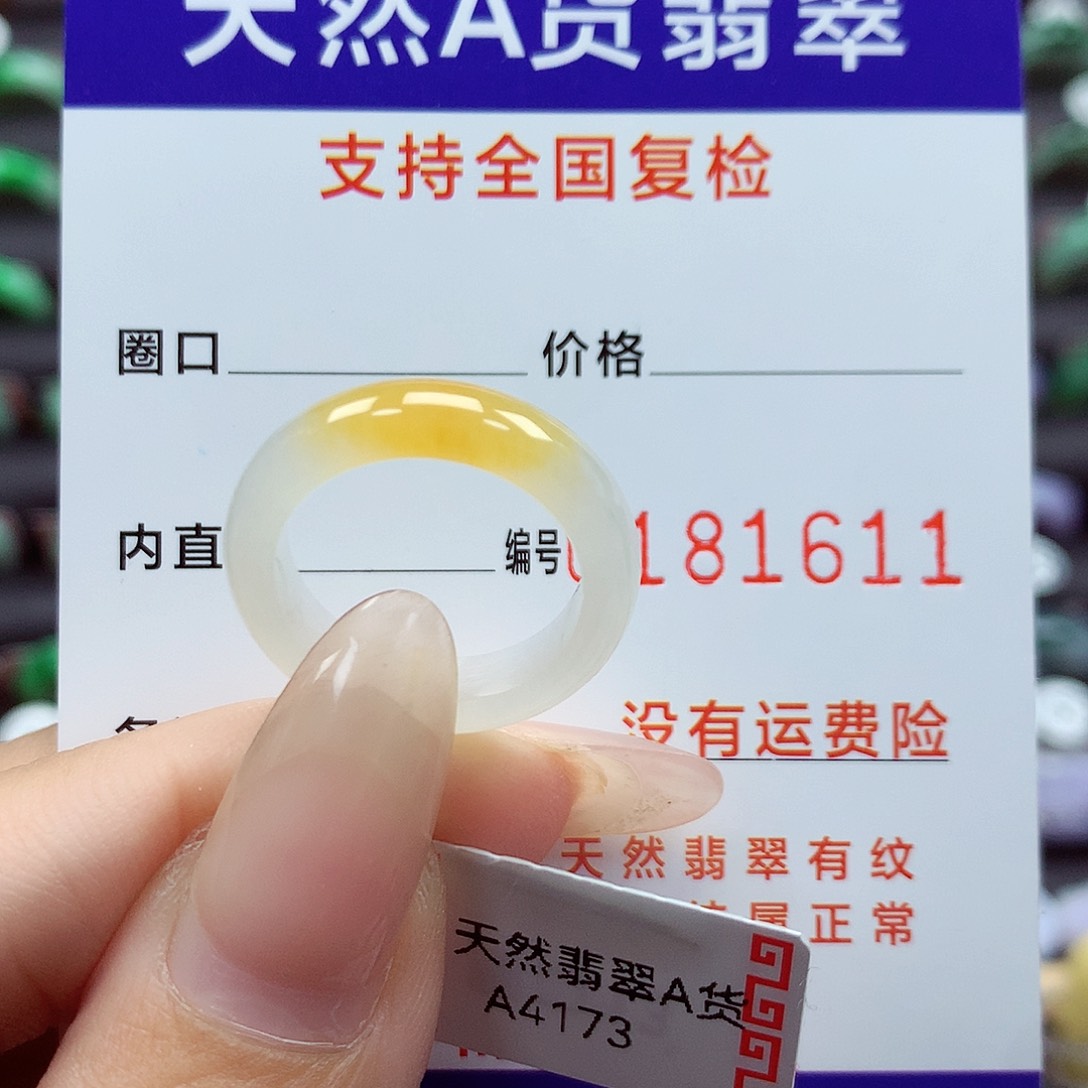 天然A货翡翠
支持全国复检
圈口 价格
内直 编号 181611
没有运费险
天然翡翠有纹
属正常
天然翡翠A货
A4173